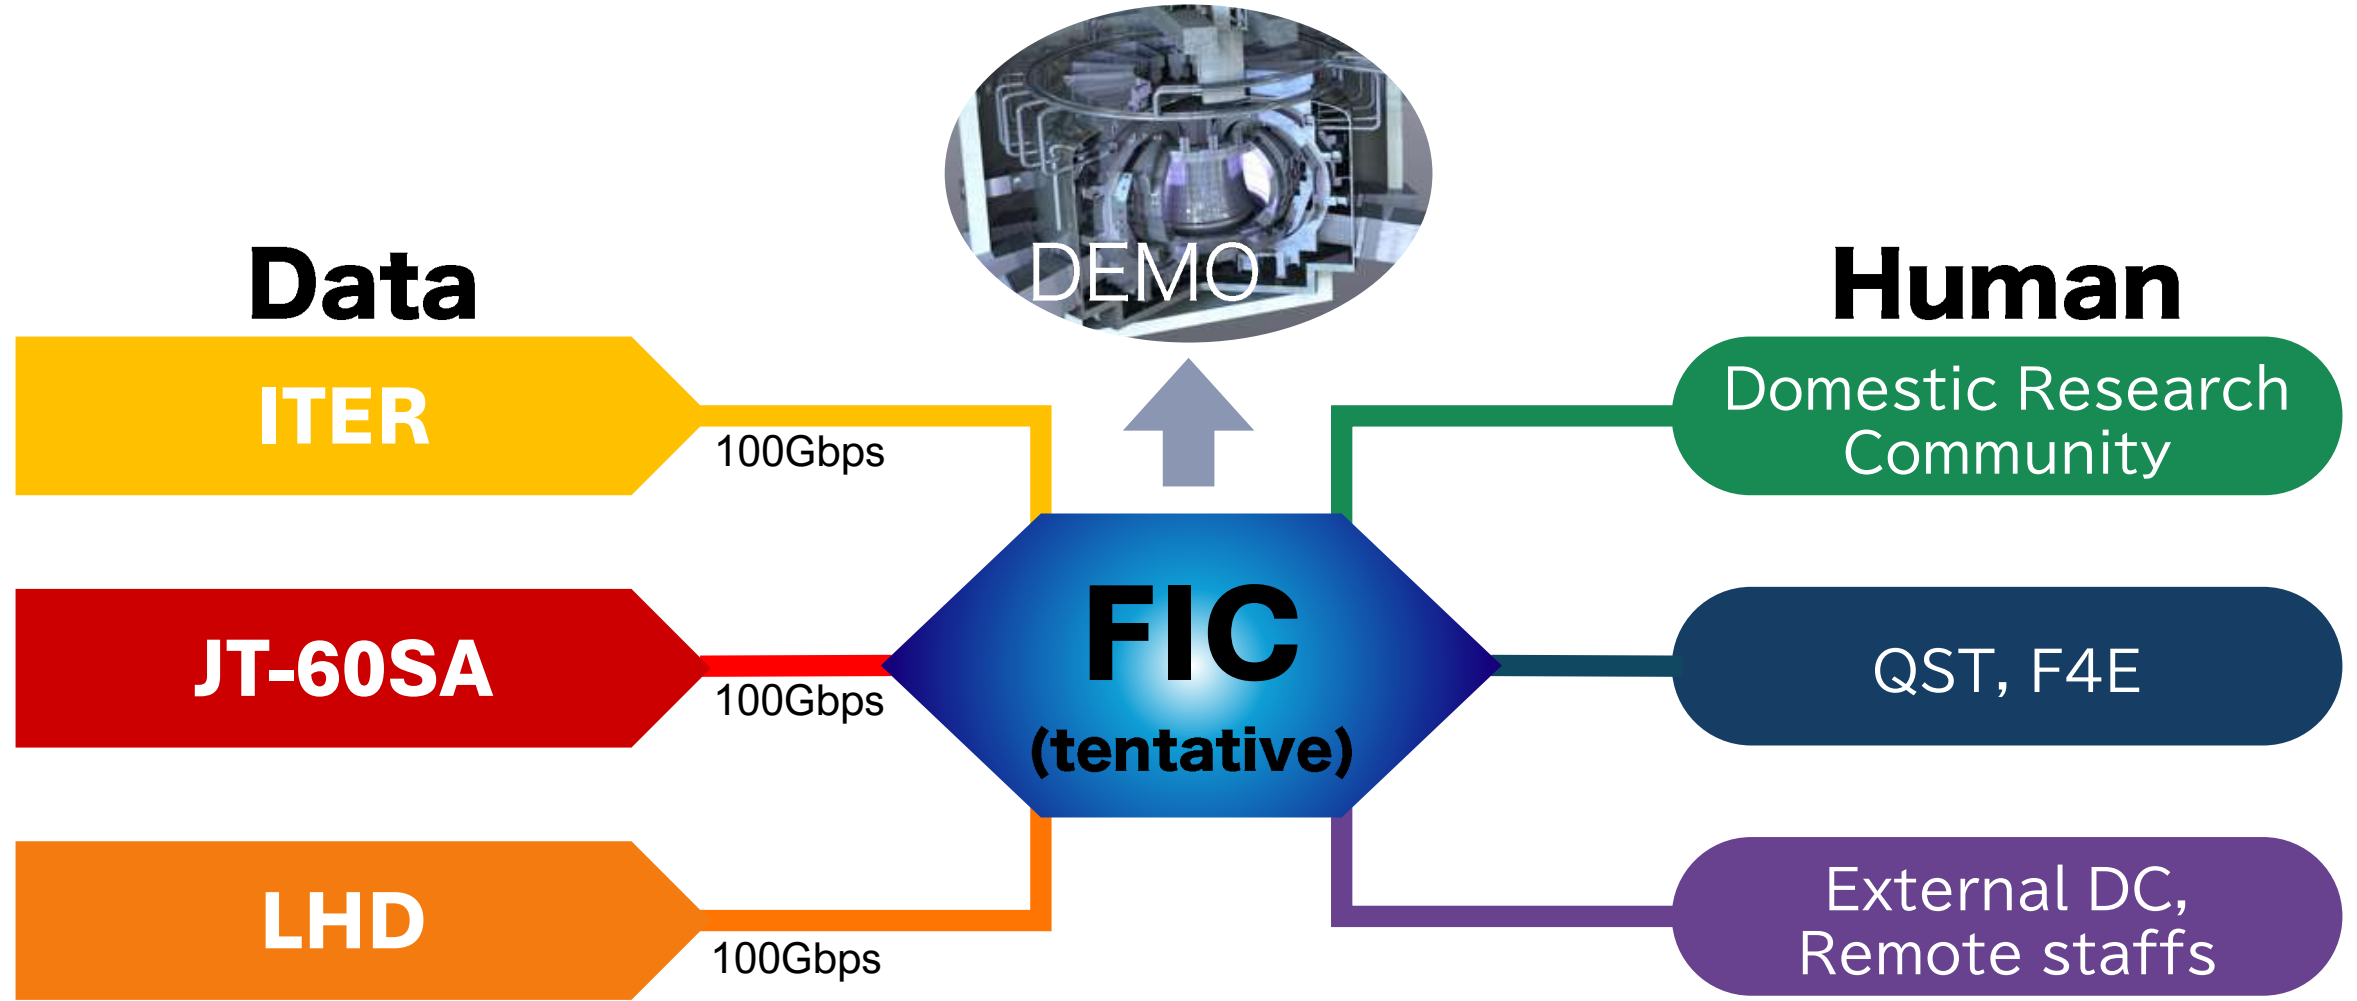 DEMO
Data
ITER
100Gbps
JT-60SA
100Gbps
LHD
100Gbps
FIC
(tentative)
Human
Domestic Research
Community
QST, F4E
External DC,
Remote staffs